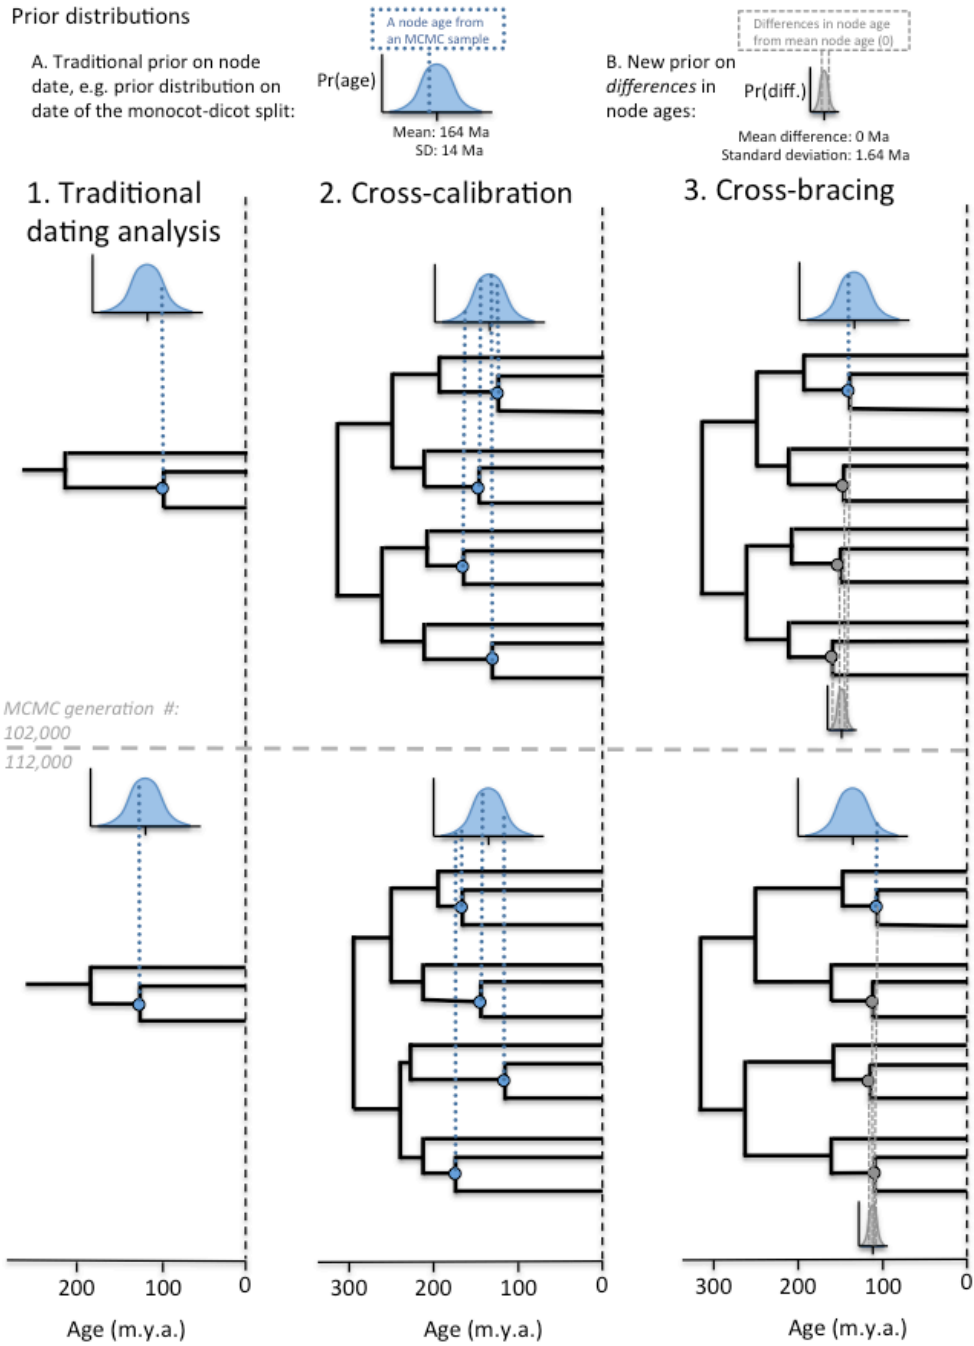 Prior distributions
A. Traditional prior on node
date, e.g. prior distribution on
date of the monocot-dicot split:
A node age from
an MCMC sample
Pr(age)
Mean: 164 Ma
SD: 14 Ma
B. New prior on
differences in
node ages:
Differences in node age
from mean node age (0)
Pr(diff.)
Mean difference: 0 Ma
Standard deviation: 1.64 Ma
1. Traditional
dating analysis
2. Cross-calibration
3. Cross-bracing
MCMC generation #:
102,000
112,000
200 100 0
Age (m.y.a.)
300 200 100 0
Age (m.y.a.)
300 200 100 0
Age (m.y.a.)